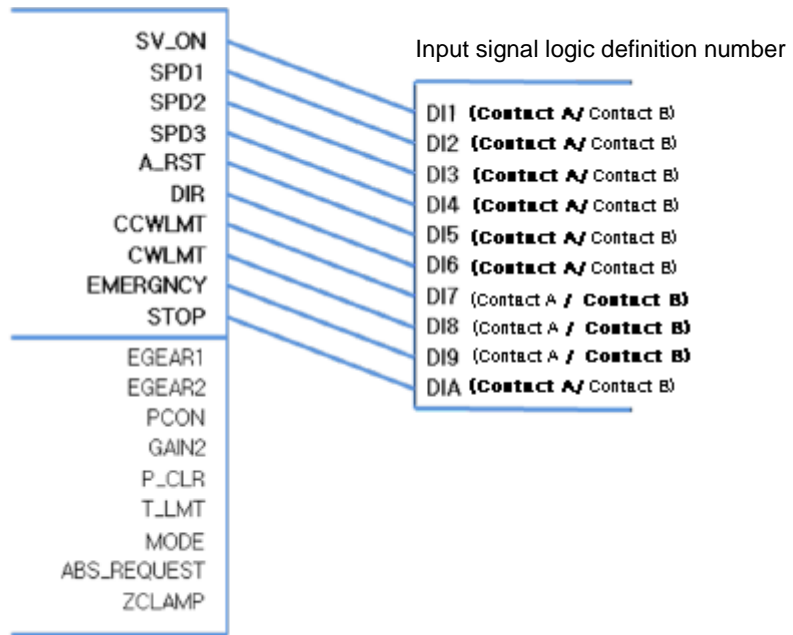 SV_ON
SPD1
SPD2
SPD3
A_RST
DIR
CCWLMT
CWLMT
EMERGNCY
STOP
EGEAR1
EGEAR2
PCON
GAIN2
P_CLR
T_LMT
MODE
ABS_REQUEST
ZCLAMP
Input signal logic definition number
DI1 (Contact A/ Contact B)
DI2 (Contact A/ Contact B)
DI3 (Contact A/ Contact B)
DI4 (Contact A/ Contact B)
DI5 (Contact A/ Contact B)
DI6 (Contact A/ Contact B)
DI7 (Contact A / Contact B)
DI8 (Contact A / Contact B)
DI9 (Contact A / Contact B)
DIA (Contact A/ Contact B)